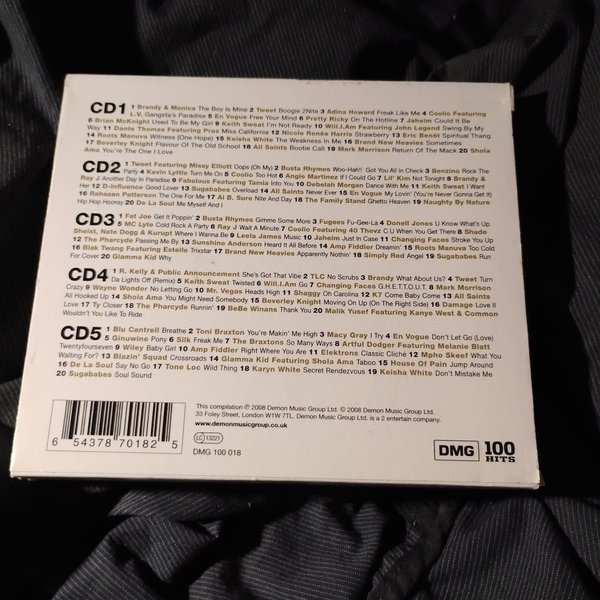 CD1 1 Brandy & Monica The Boy Is Mine 2 Tweet Boogie 2Nite 3 Adina Howard Freak Like Me 4 Coolio Featuring
L.V. Gangsta's Paradise 5 En Vogue Free Your Mind 6 Pretty Ricky On The Hotline 7 Jaheim Could It Be
8 Brian McKnight Used To Be My Girl 9 Keith Sweat I'm Not Ready 10 Will.I.Am Featuring John Legend Swing By My
Way 11 Dante Thomas Featuring Pras Miss California 12 Nicole Renée Harris Strawberry 13 Eric Benét Spiritual Thang
14 Roots Manuva Witness (One Hope) 15 Keisha White The Weakness In Me 16 Brand New Heavies Sometimes
17 Beverley Knight Flavour Of The Old School 18 All Saints Bootie Call 19 Mark Morrison Return Of The Mack 20 Shola
Ama You're The One I Love
CD2 1 Tweet Featuring Missy Elliott Oops (Oh My) 2 Busta Rhymes Woo-Hah!! Got You All In Check 3 Benzino Rock The
Party 4 Kevin Lyttle Turn Me On 5 Coolio Too Hot 6 Angie Martinez If I Could Go 7 Lil' Kim Not Tonight 8 Brandy &
Ray J Another Day In Paradise 9 Fabolous Featuring Tamia Into You 10 Debelah Morgan Dance With Me 11 Keith Sweat I Want
Her 12 D-Influence Good Lover 13 Sugababes Overload 14 All Saints Never Ever 15 En Vogue My Lovin' (You're Never Gonna Get It)
16 Rahsaan Patterson The One For Me 17 Al B. Sure Nite And Day 18 The Family Stand Ghetto Heaven 19 Naughty By Nature
Hip Hop Hooray 20 De La Soul Me Myself And I
CD3 1 Fat Joe Get It Poppin' 2 Busta Rhymes Gimme Some More 3 Fugees Fu-Gee-La 4 Donell Jones U Know What's Up
5 MC Lyte Cold Rock A Party 6 Ray J Wait A Minute 7 Coolio Featuring 40 Thevz C U When You Get There 8 Shade
Sheist, Nate Dogg & Kurupt Where I Wanna Be 9 Leela James Music 10 Jaheim Just In Case 11 Changing Faces Stroke You Up
12 The Pharcyde Passing Me By 13 Sunshine Anderson Heard It All Before 14 Amp Fiddler Dreamin' 15 Roots Manuva Too Cold
16 Blak Twang Featuring Estelle Trixstar 17 Brand New Heavies Apparently Nothin' 18 Simply Red Angel 19 Sugababes Run
For Cover 20 Glamma Kid Why
CD4 1 R. Kelly & Public Announcement She's Got That Vibe 2 TLC No Scrubs 3 Brandy What About Us? 4 Tweet Turn
Da Lights Off (Remix) 5 Keith Sweat Twisted 6 Will.I.Am Go 7 Changing Faces G.H.E.T.T.O.U.T. 8 Mark Morrison
Crazy 9 Wayne Wonder No Letting Go 10 Mr. Vegas Heads High 11 Shaggy Oh Carolina 12 K7 Come Baby Come 13 All Saints
All Hooked Up 14 Shola Ama You Might Need Somebody 15 Beverley Knight Moving On Up (On The Right Side) 16 Damage Love II
Love 17 Ty Closer 18 The Pharcyde Runnin' 19 BeBe Winans Thank You 20 Malik Yusef Featuring Kanye West & Common
Wouldn't You Like To Ride
CD5 1 Blu Cantrell Breathe 2 Toni Braxton You're Makin' Me High 3 Macy Gray I Try 4 En Vogue Don't Let Go (Love)
5 Ginuwine Pony 6 Silk Freak Me 7 The Braxtons So Many Ways 8 Artful Dodger Featuring Melanie Blatt
Twentyfourseven 9 Wiley Baby Girl 10 Amp Fiddler Right Where You Are 11 Elektrons Classic Cliché 12 Mpho Skeef What You
Waiting For? 13 Blazin' Squad Crossroads 14 Glamma Kid Featuring Shola Ama Taboo 15 House Of Pain Jump Around
16 De La Soul Say No Go 17 Tone Loc Wild Thing 18 Karyn White Secret Rendezvous 19 Keisha White Don't Mistake Me
20 Sugababes Soul Sound
This compilation ℗ 2008 Demon Music Group Ltd. © 2008 Demon Music Group Ltd.
33 Foley Street, London W1W 7TL. Demon Music Group Ltd. is a 2 entertain company.
www.demonmusicgroup.co.uk
LC 13221
DMG 100 018
6 54378 70182 5
DMG 100 HITS